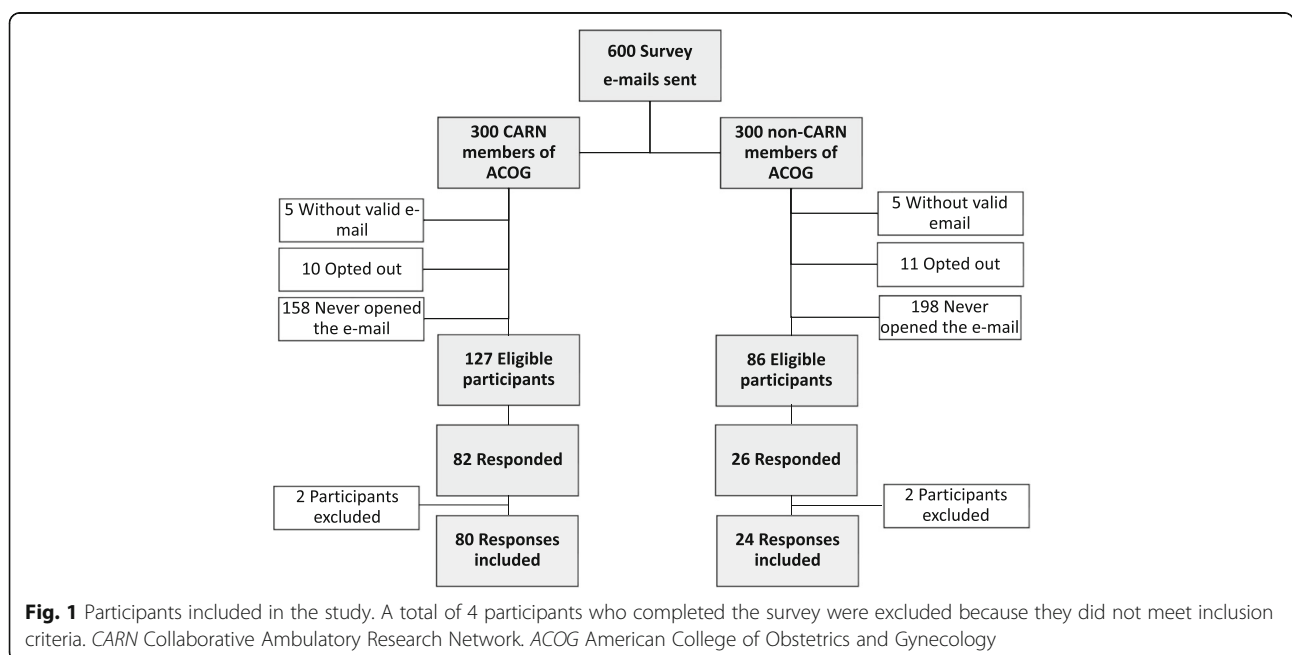 600 Survey
e-mails sent
300 CARN
members of
ACOG
300 non-CARN
members of
ACOG
5 Without valid e-
mail
5 Without valid
email
10 Opted out
11 Opted out
158 Never opened
the e-mail
198 Never
opened the e-mail
127 Eligible
participants
86 Eligible
participants
82 Responded
26 Responded
2 Participants
excluded
2 Participants
excluded
80 Responses
included
24 Responses
included
Fig. 1 Participants included in the study. A total of 4 participants who completed the survey were excluded because they did not meet inclusion
criteria. CARN Collaborative Ambulatory Research Network. ACOG American College of Obstetrics and Gynecology